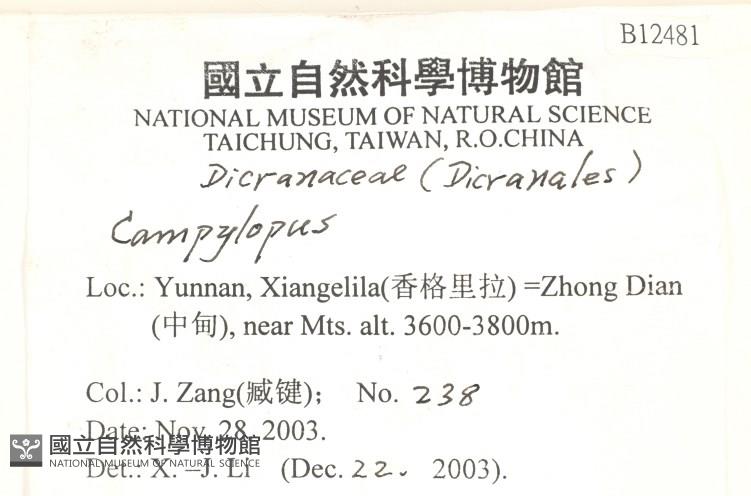 B12481
國立自然科學博物館
NATIONAL MUSEUM OF NATURAL SCIENCE
TAICHUNG, TAIWAN, R.O.CHINA
Dicranaceae (Dicranales)
Campylopus
Loc.: Yunnan, Xiangelila(香格里拉) =Zhong Dian
(中甸), near Mts. alt. 3600-3800m.
Col.: J. Zang(臧键); No. 238
Date: Nov. 28, 2003.
國立自然科學博物館
NATIONAL MUSEUM OF NATURAL SCIENCE
Det.: X. –J. Li (Dec. 22. 2003).